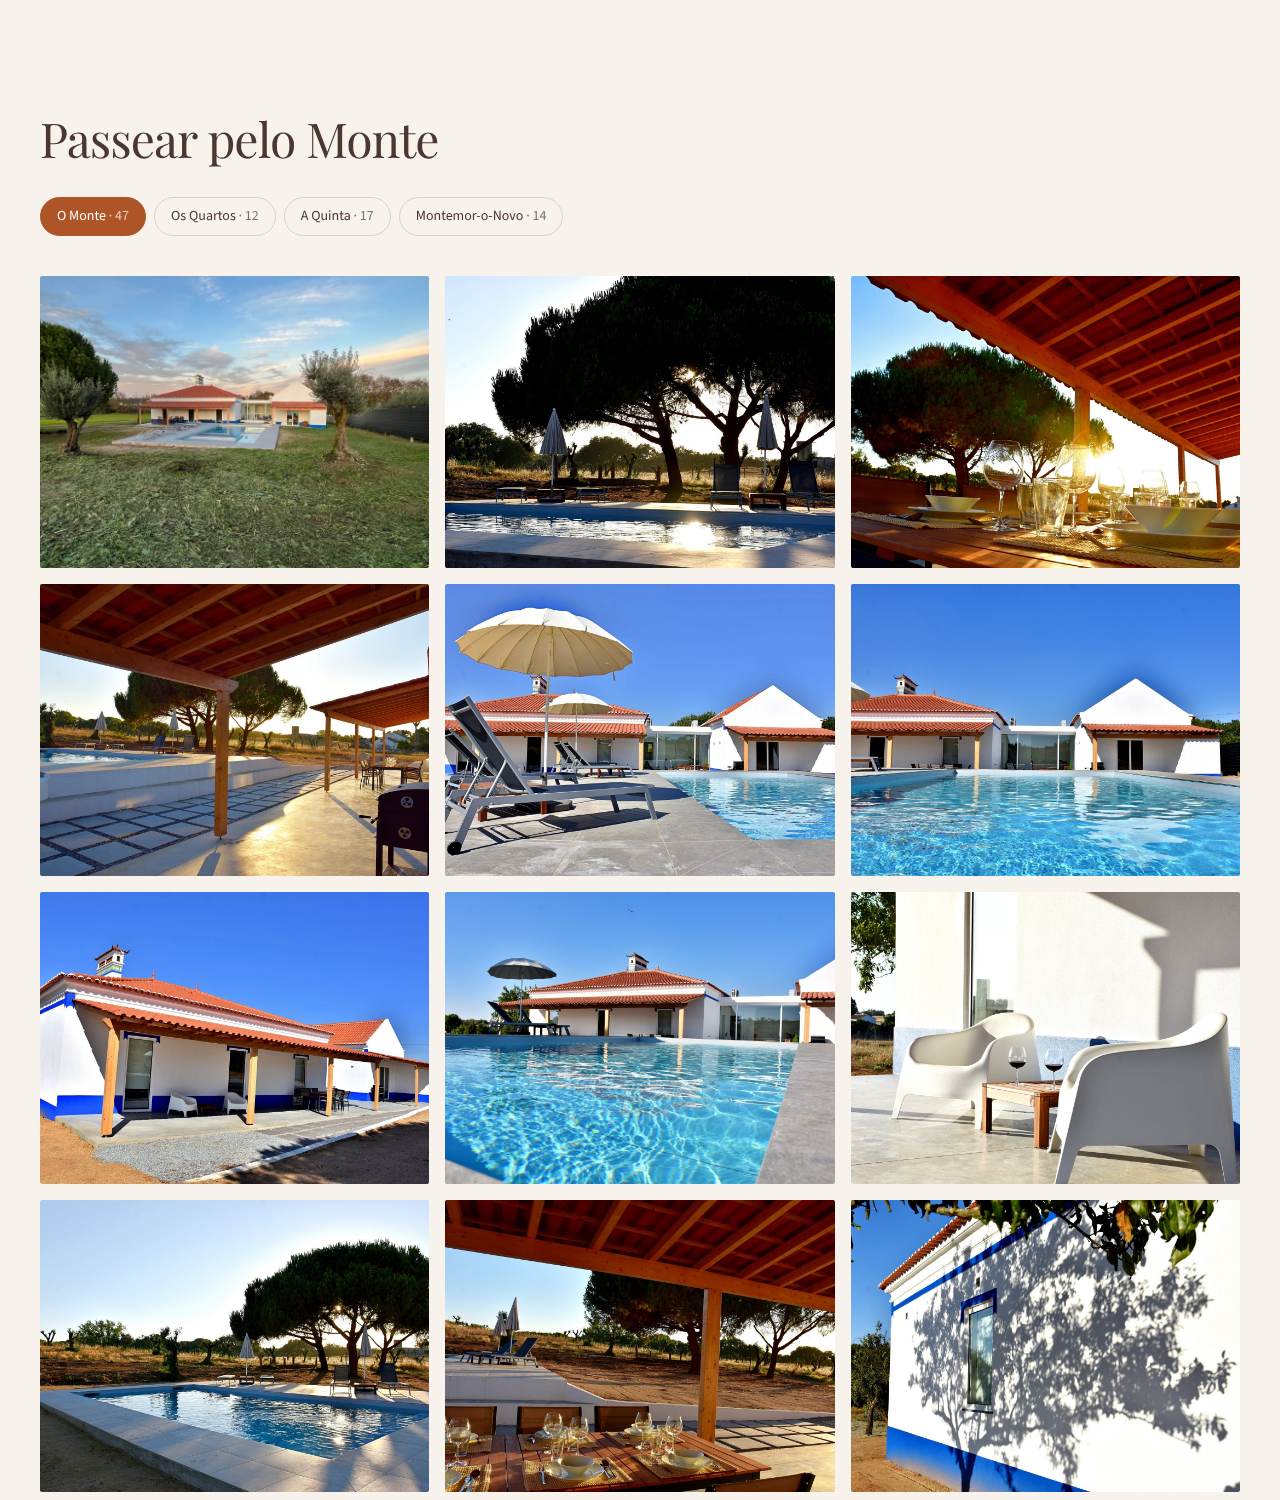 Passear pelo Monte
O Monte · 47 Os Quartos · 12 A Quinta · 17 Montemor-o-Novo · 14